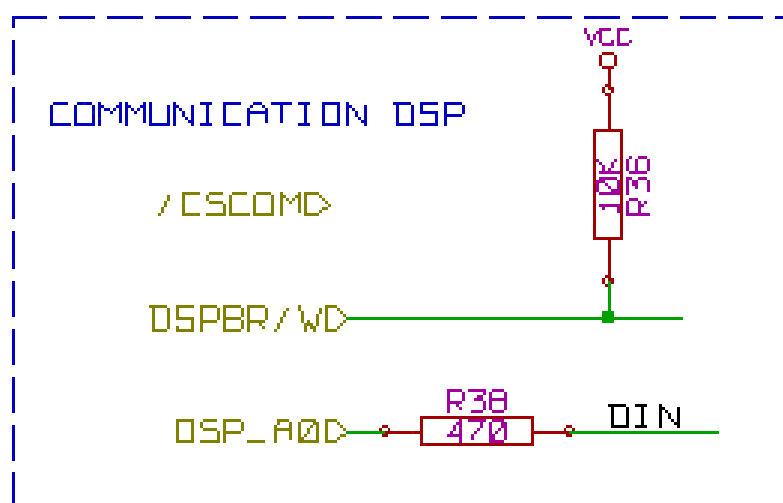 VCC
COMMUNICATION DSP
10K
R36
/CSCOM
DSPBR/W
R38
DSP_A0
470
DIN